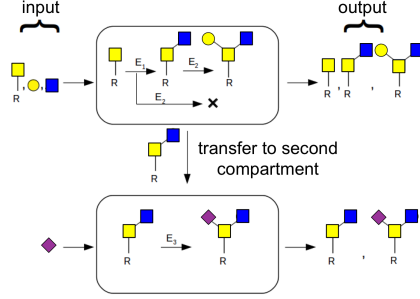 input
output
E1
E2
R
R
R
R
E2
R , ,
R , R , R
transfer to second
compartment
R
E3
R
R
R , R